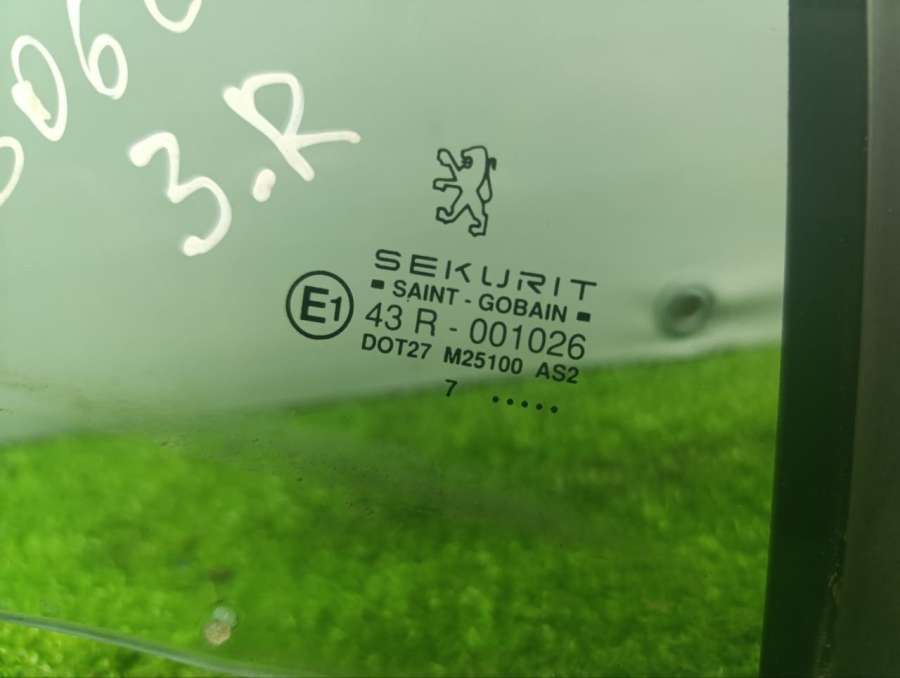 3.R
SEKURIT
SAINT - GOBAIN
E1
43 R - 001026
DOT27 M25100 AS2
7 .....